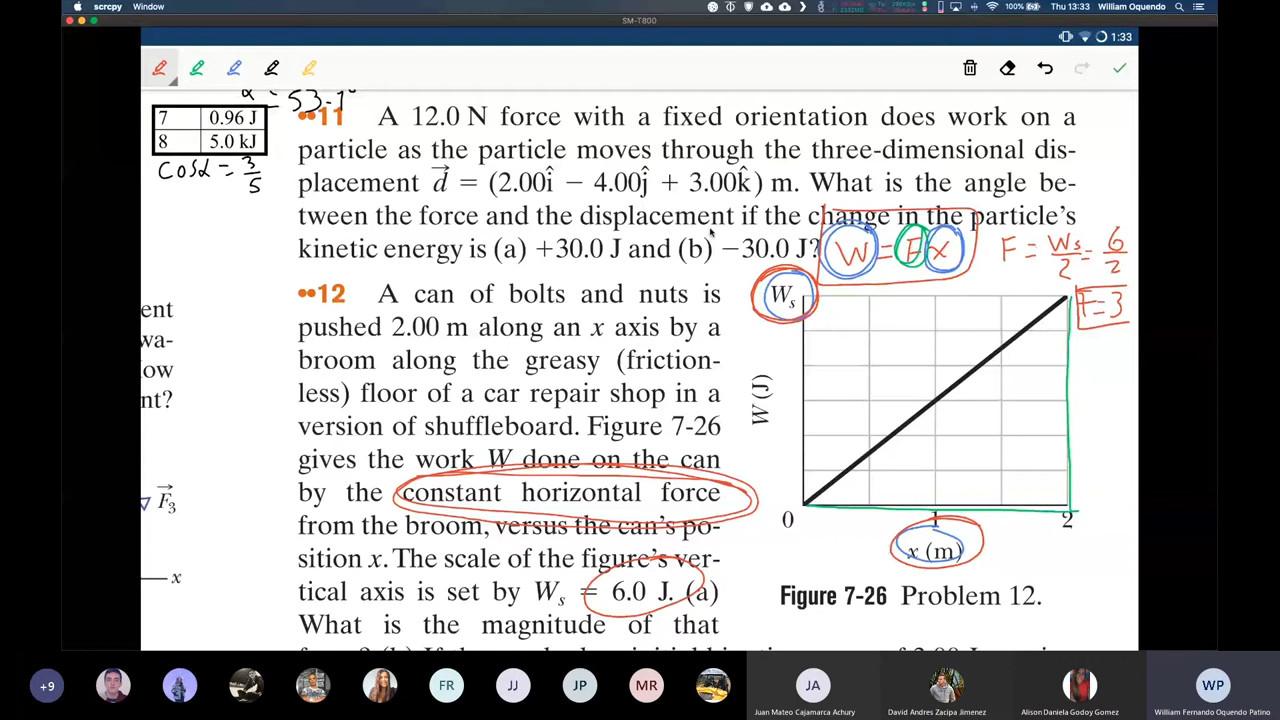 scrcpy Window
100% Thu 13:33 William Oquendo
SM-T800
1:33
α = 53.1°
7 0.96 J
8 5.0 kJ
cosα = 3/5
••11 A 12.0 N force with a fixed orientation does work on a
particle as the particle moves through the three-dimensional dis-
placement d⃗ = (2.00î − 4.00ĵ + 3.00k̂) m. What is the angle be-
tween the force and the displacement if the change in the particle's
kinetic energy is (a) +30.0 J and (b) −30.0 J?
W = F x
F = Ws/2 = 6/2
F=3
••12 A can of bolts and nuts is
pushed 2.00 m along an x axis by a
broom along the greasy (friction-
less) floor of a car repair shop in a
version of shuffleboard. Figure 7-26
gives the work W done on the can
by the constant horizontal force
from the broom, versus the can's po-
sition x. The scale of the figure's ver-
tical axis is set by Ws = 6.0 J. (a)
What is the magnitude of that
Ws
W (J)
0 1 2
x (m)
Figure 7-26 Problem 12.
ent
wa-
low
nt?
F⃗3
x
+9 FR JJ JP MR JA WP
Juan Mateo Cajamarca Achury David Andres Zacipa Jimenez Alison Daniela Godoy Gomez William Fernando Oquendo Patino